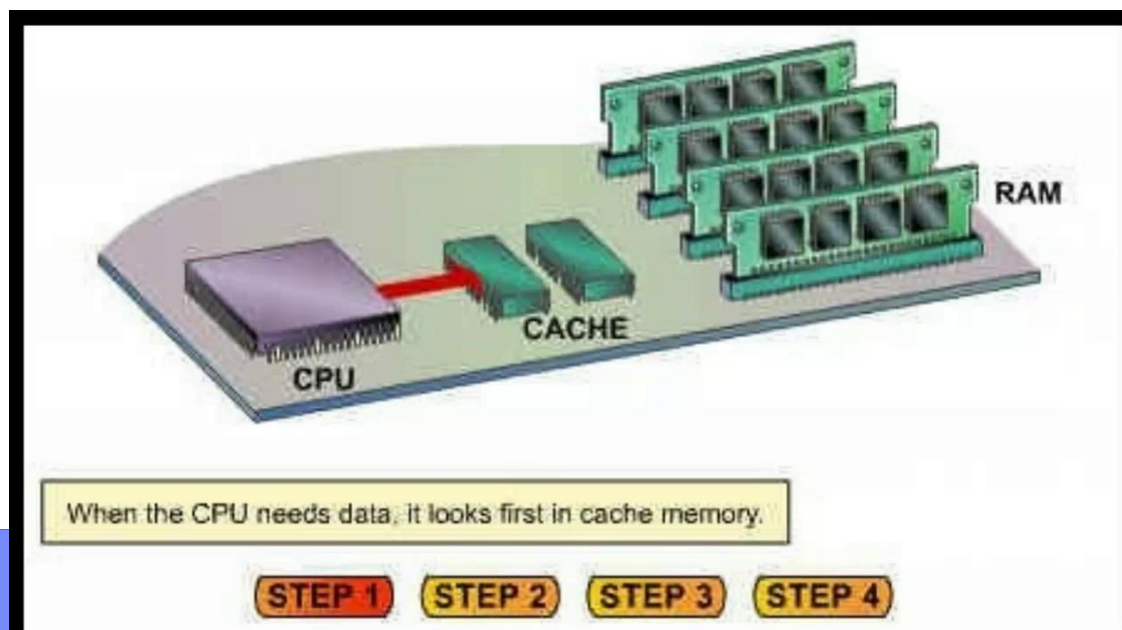 RAM
CACHE
CPU
When the CPU needs data, it looks first in cache memory.
STEP 1 STEP 2 STEP 3 STEP 4